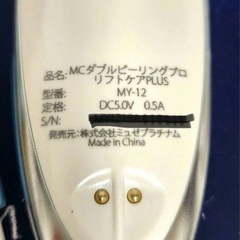 品名: MCダブルピーリングプロ
リフトケアPLUS
型番: MY-12
定格: DC5.0V 0.5A
S/N:
発売元: 株式会社ミュゼプラチナム
Made in China